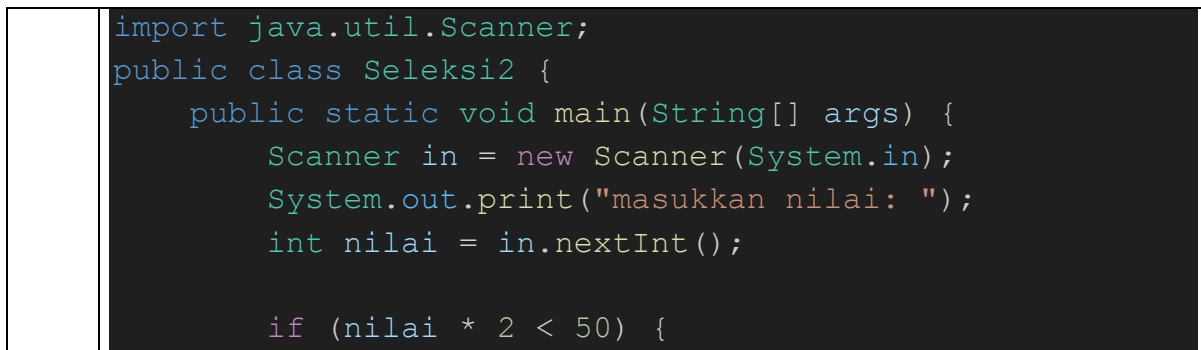 import java.util.Scanner;
public class Seleksi2 {
    public static void main(String[] args) {
        Scanner in = new Scanner(System.in);
        System.out.print("masukkan nilai: ");
        int nilai = in.nextInt();
        if (nilai * 2 < 50) {